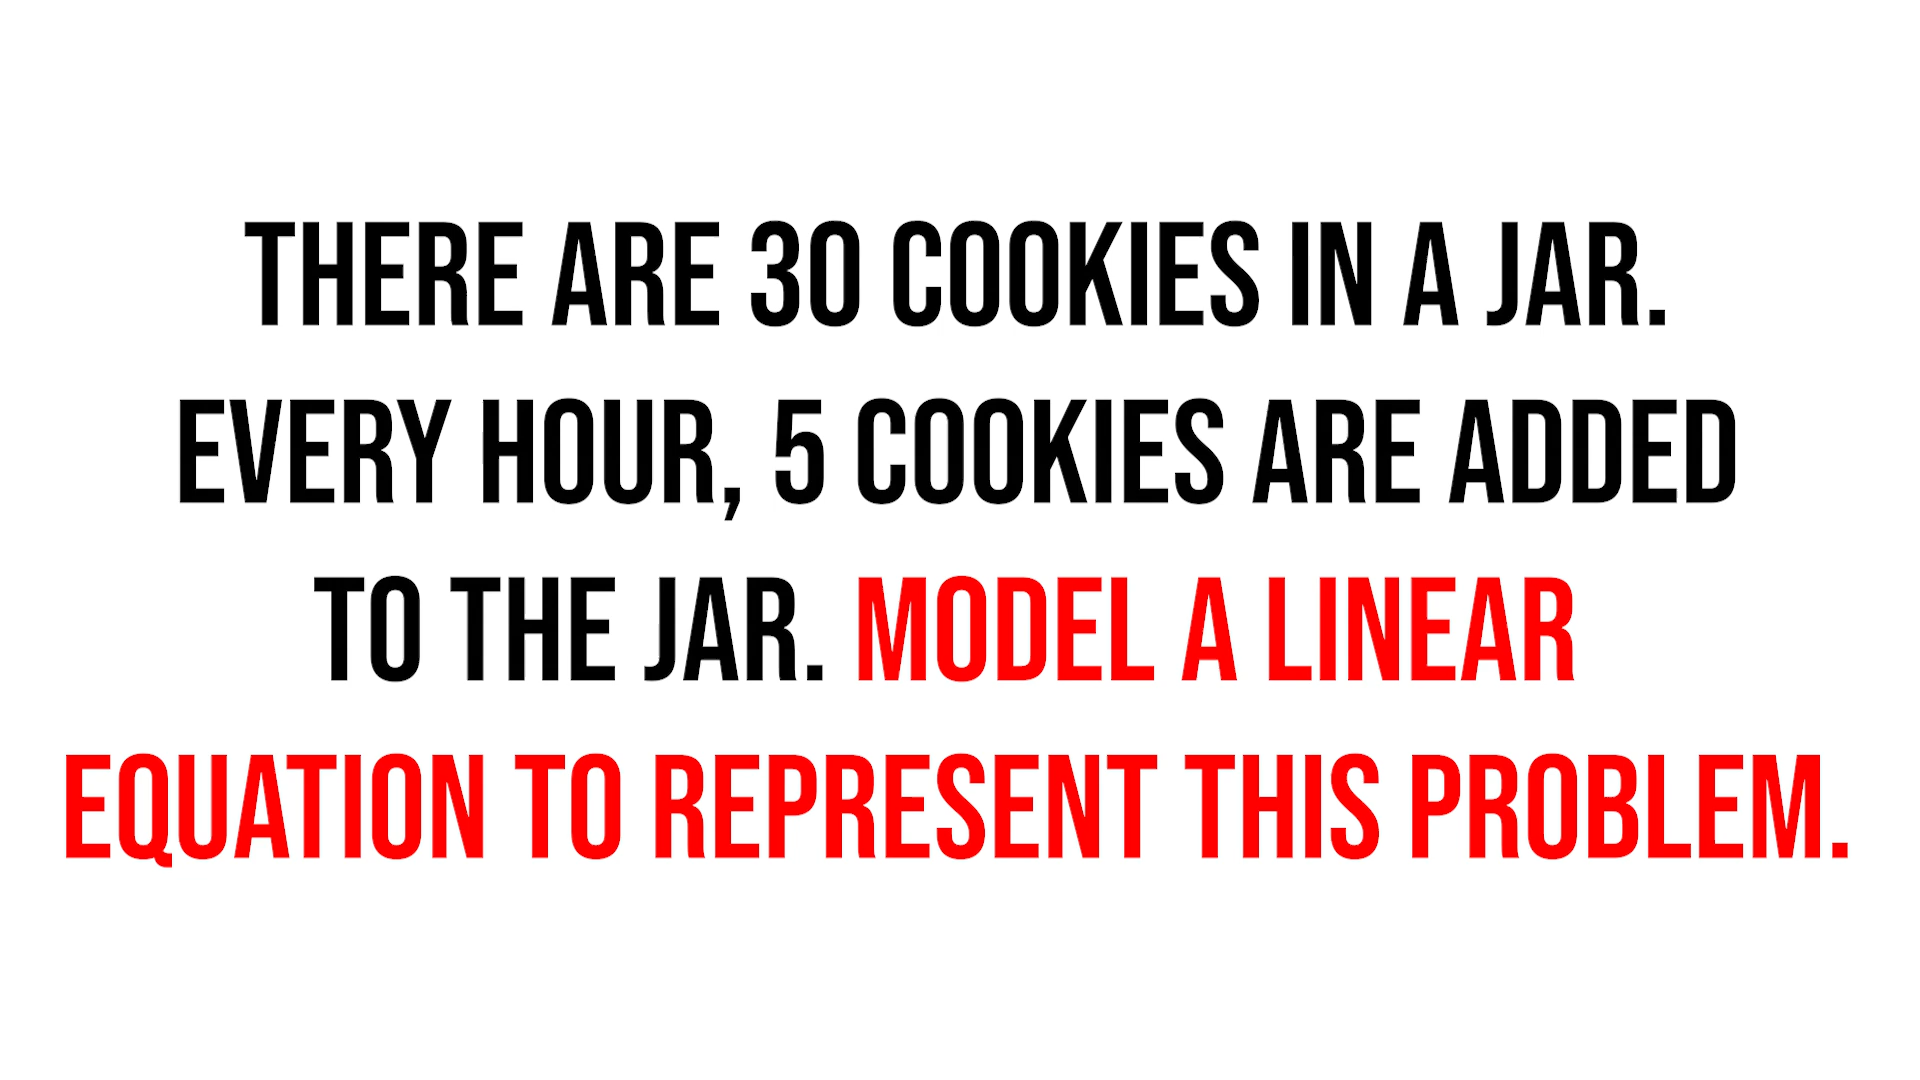 THERE ARE 30 COOKIES IN A JAR.
EVERY HOUR, 5 COOKIES ARE ADDED
TO THE JAR. MODEL A LINEAR
EQUATION TO REPRESENT THIS PROBLEM.